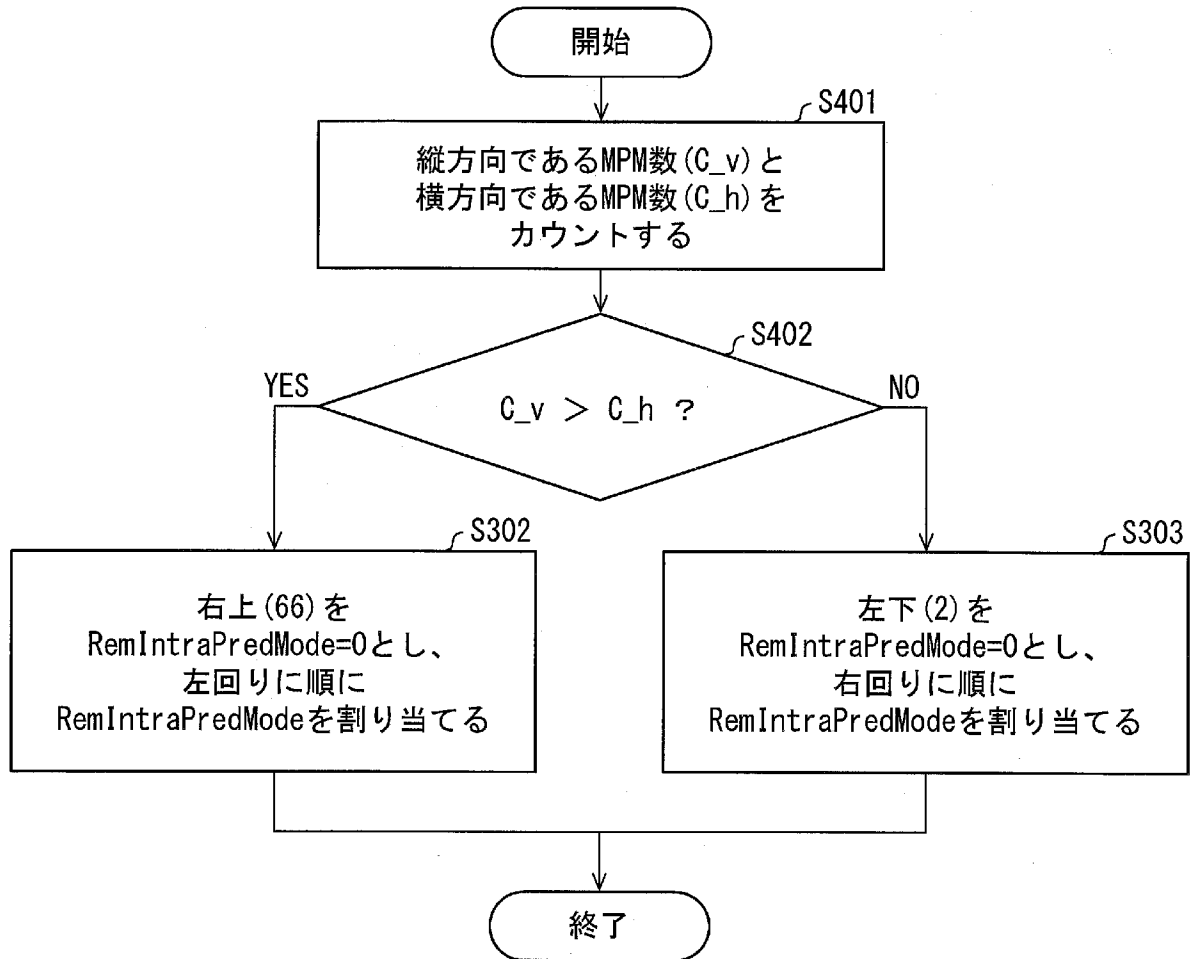 開始
S401
縦方向であるMPM数(C_v)と
横方向であるMPM数(C_h)を
カウントする
S402
YES
C_v ＞ C_h ？
NO
S302
右上(66)を
RemIntraPredMode=0とし、
左回りに順に
RemIntraPredModeを割り当てる
S303
左下(2)を
RemIntraPredMode=0とし、
右回りに順に
RemIntraPredModeを割り当てる
終了